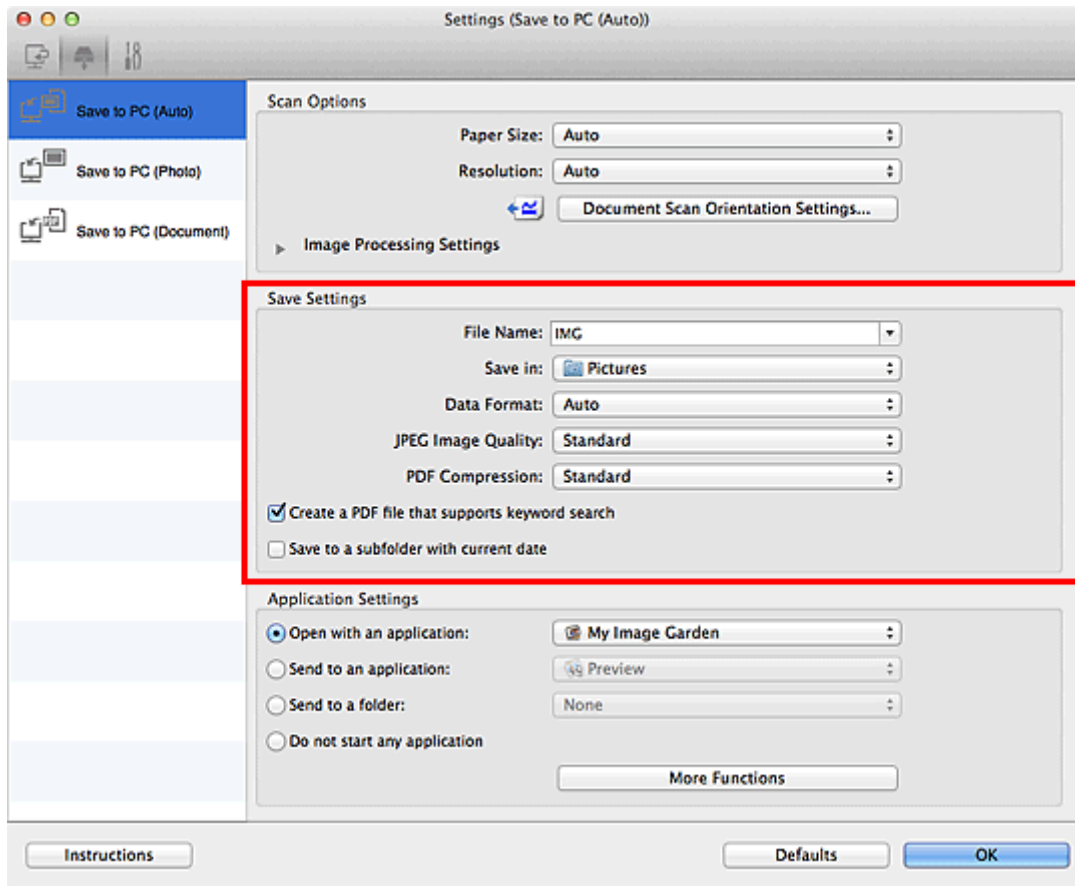 Settings (Save to PC (Auto))
Save to PC (Auto)
Save to PC (Photo)
Save to PC (Document)
Scan Options
Paper Size: Auto
Resolution: Auto
Document Scan Orientation Settings...
Image Processing Settings
Save Settings
File Name: IMG
Save in: Pictures
Data Format: Auto
JPEG Image Quality: Standard
PDF Compression: Standard
Create a PDF file that supports keyword search
Save to a subfolder with current date
Application Settings
Open with an application: My Image Garden
Send to an application: Preview
Send to a folder: None
Do not start any application
More Functions
Instructions Defaults OK